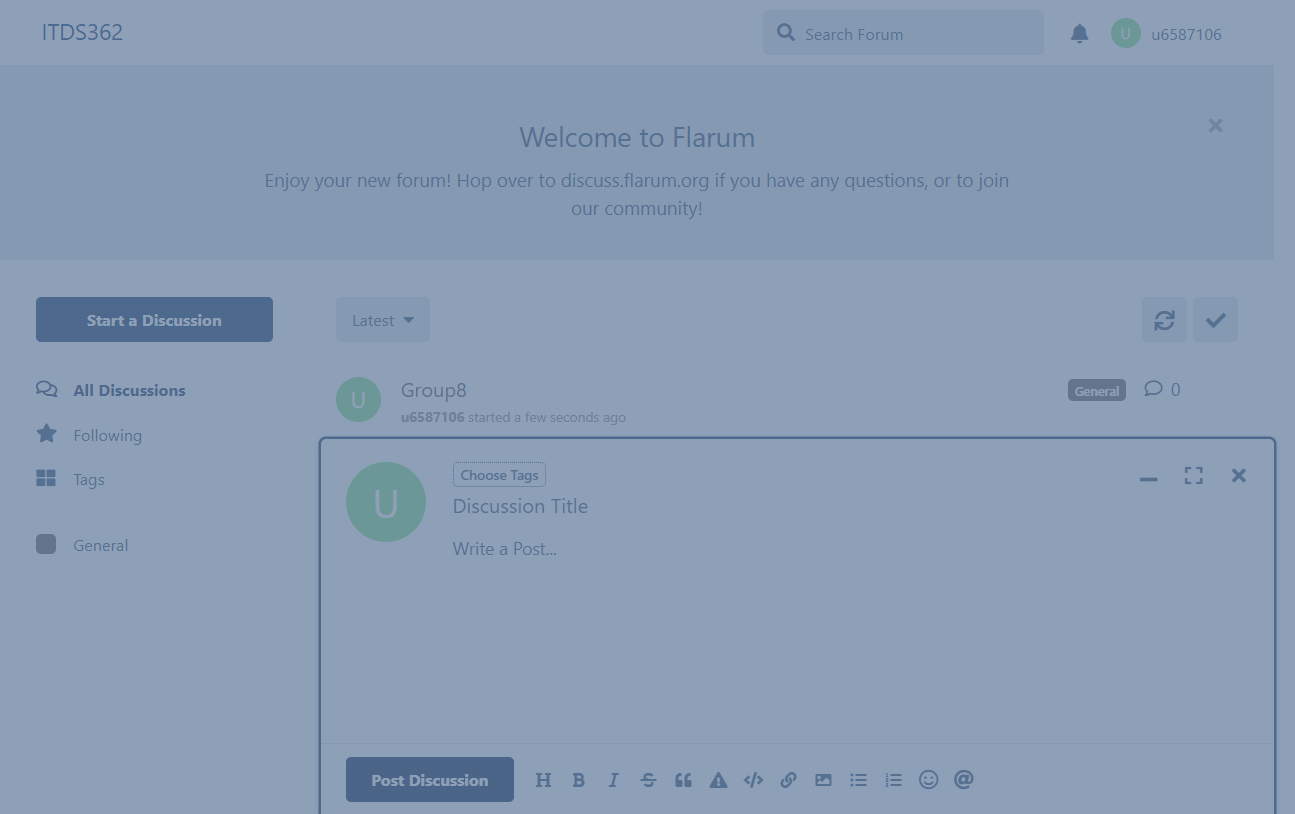 ITDS362
Search Forum
U
u6587106
Welcome to Flarum
Enjoy your new forum! Hop over to discuss.flarum.org if you have any questions, or to join
our community!
Start a Discussion
Latest
All Discussions
Following
Tags
General
U
Group8
u6587106 started a few seconds ago
General
0
U
Choose Tags
Discussion Title
Write a Post...
Post Discussion
H B I S </> @